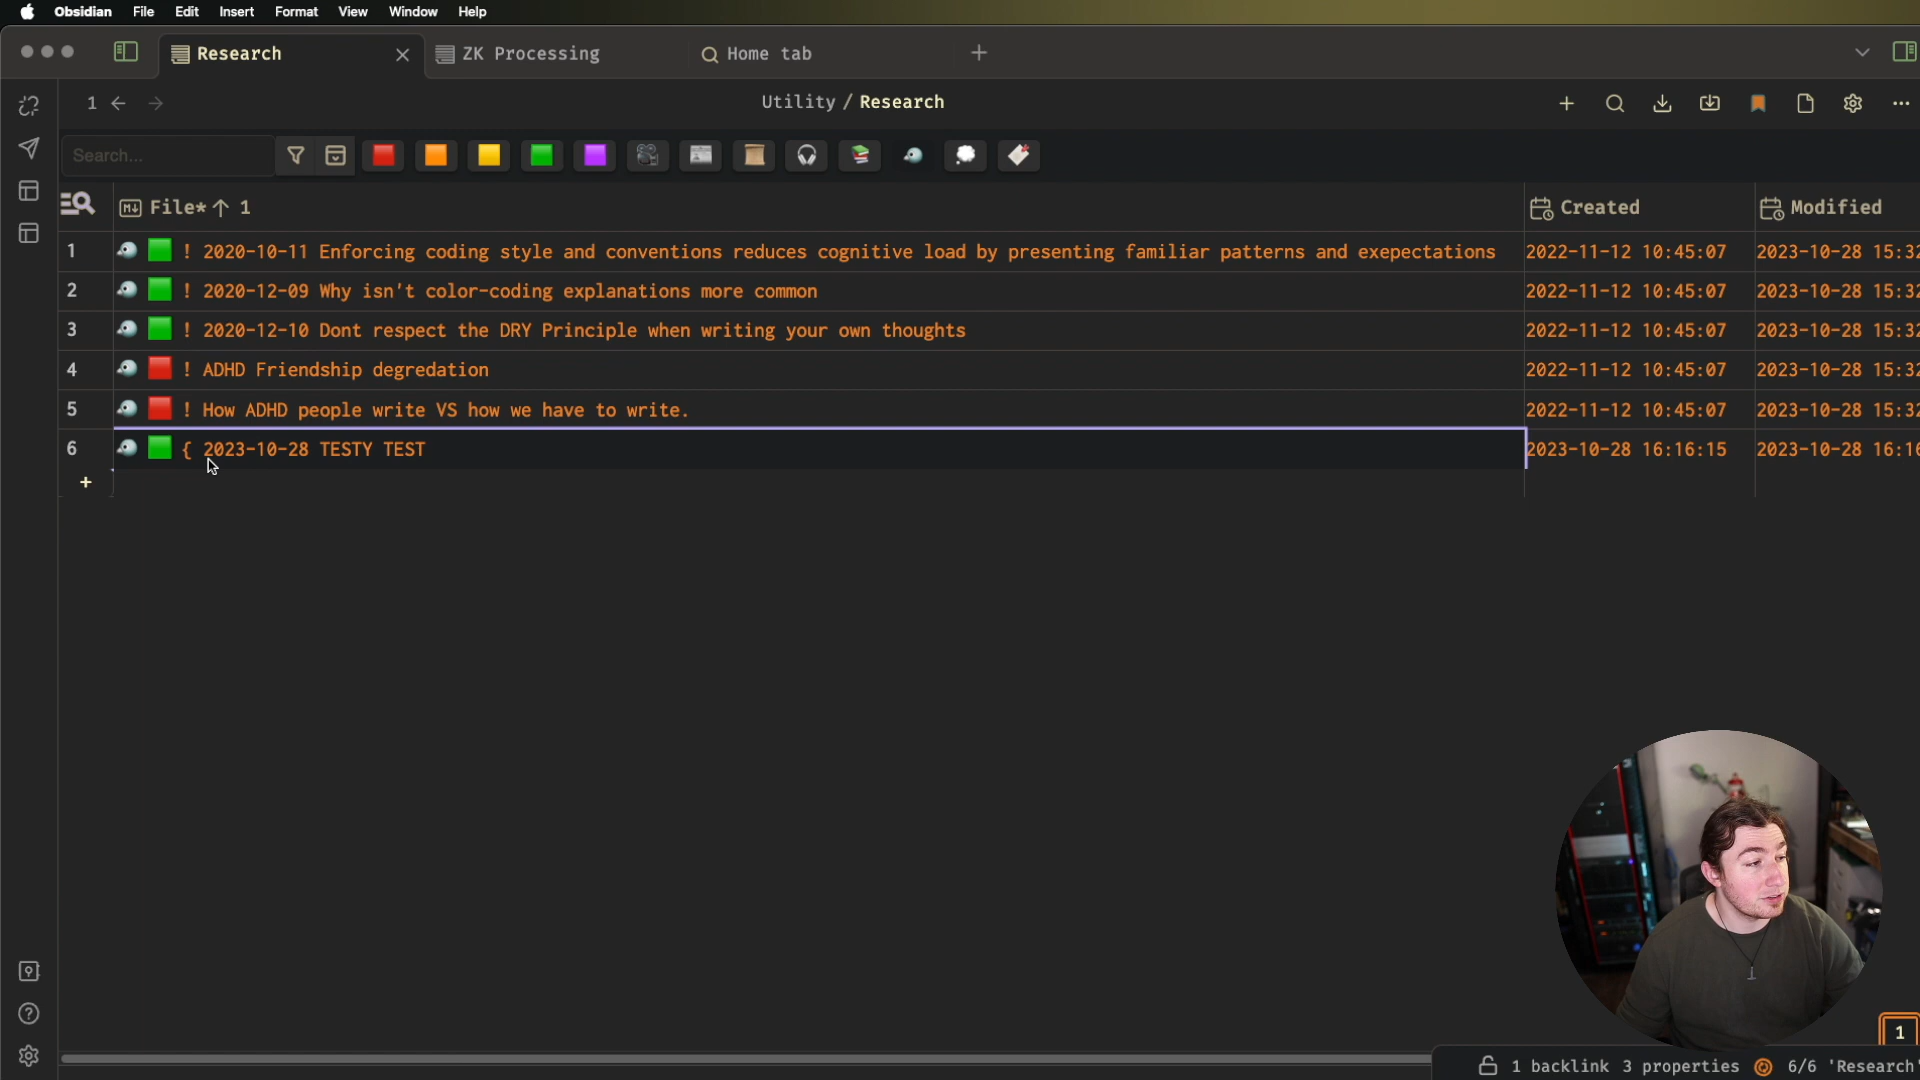 Obsidian File Edit Insert Format View Window Help
Research ZK Processing Home tab
1 Utility / Research
Search...
File* ↑ 1 Created Modified
1 ! 2020-10-11 Enforcing coding style and conventions reduces cognitive load by presenting familiar patterns and exepectations 2022-11-12 10:45:07 2023-10-28 15:32
2 ! 2020-12-09 Why isn't color-coding explanations more common 2022-11-12 10:45:07 2023-10-28 15:32
3 ! 2020-12-10 Dont respect the DRY Principle when writing your own thoughts 2022-11-12 10:45:07 2023-10-28 15:32
4 ! ADHD Friendship degredation 2022-11-12 10:45:07 2023-10-28 15:32
5 ! How ADHD people write VS how we have to write. 2022-11-12 10:45:07 2023-10-28 15:32
6 { 2023-10-28 TESTY TEST 2023-10-28 16:16:15 2023-10-28 16:16
+
1
1 backlink 3 properties 6/6 'Research'